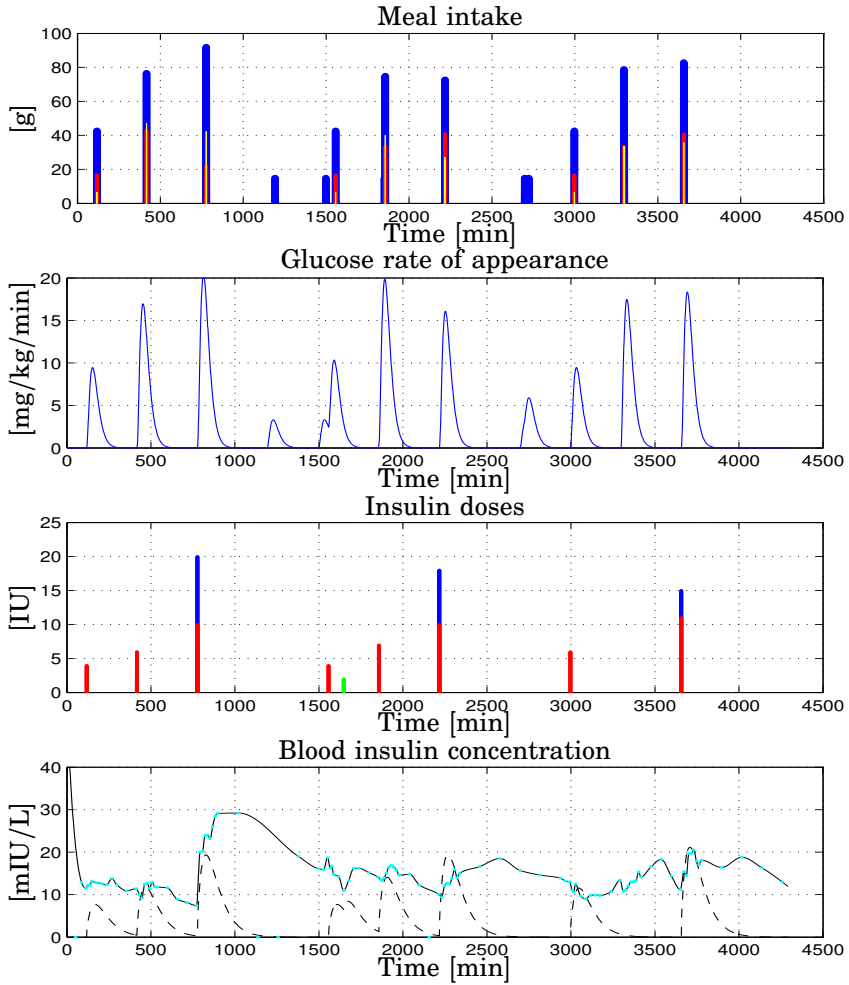 Meal intake
[g]
100
80
60
40
20
0
0 500 1000 1500 2000 2500 3000 3500 4000 4500
Time [min]
Glucose rate of appearance
[mg/kg/min]
20
15
10
5
0
0 500 1000 1500 2000 2500 3000 3500 4000 4500
Time [min]
Insulin doses
[IU]
25
20
15
10
5
0
0 500 1000 1500 2000 2500 3000 3500 4000 4500
Time [min]
Blood insulin concentration
[mIU/L]
40
30
20
10
0
0 500 1000 1500 2000 2500 3000 3500 4000 4500
Time [min]